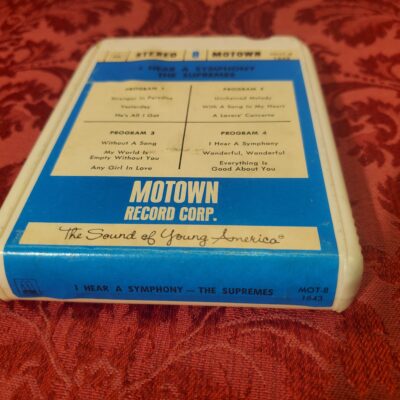 STEREO 8 MOTOWN
I HEAR A SYMPHONY
THE SUPREMES
PROGRAM 1
Stranger In Paradise
Yesterday
He's All I Got
PROGRAM 2
Unchained Melody
With A Song In My Heart
A Lovers' Concerto
PROGRAM 3
Without A Song
My World Is
Empty Without You
Any Girl In Love
PROGRAM 4
I Hear A Symphony
Wonderful, Wonderful
Everything Is
Good About You
MOTOWN
RECORD CORP.
The Sound of Young America®
I HEAR A SYMPHONY — THE SUPREMES
MOT-8
1643